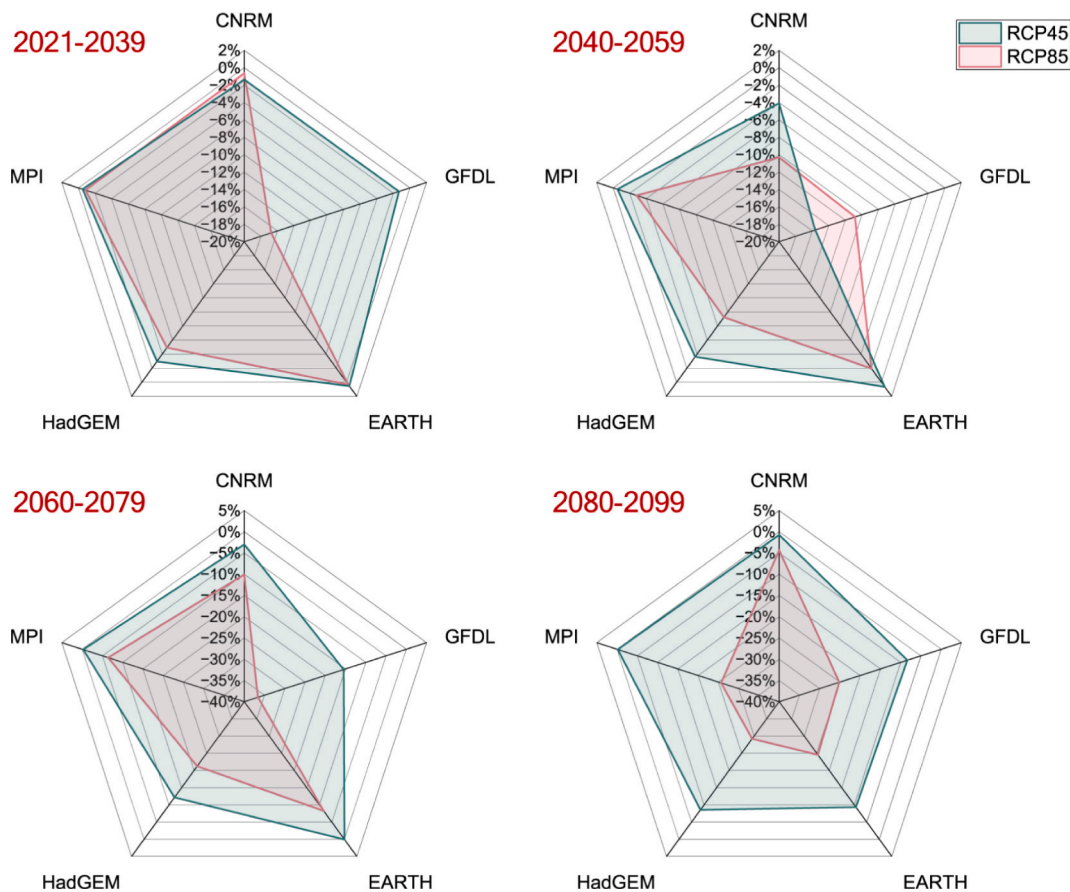 CNRM
2021-2039
2%
0%
−2%
−4%
−6%
−8%
−10%
−12%
−14%
−16%
−18%
−20%
MPI
GFDL
HadGEM
EARTH
CNRM
2040-2059
2%
0%
−2%
−4%
−6%
−8%
−10%
−12%
−14%
−16%
−18%
−20%
MPI
GFDL
HadGEM
EARTH
RCP45
RCP85
CNRM
2060-2079
5%
0%
−5%
−10%
−15%
−20%
−25%
−30%
−35%
−40%
MPI
GFDL
HadGEM
EARTH
CNRM
2080-2099
5%
0%
−5%
−10%
−15%
−20%
−25%
−30%
−35%
−40%
MPI
GFDL
HadGEM
EARTH